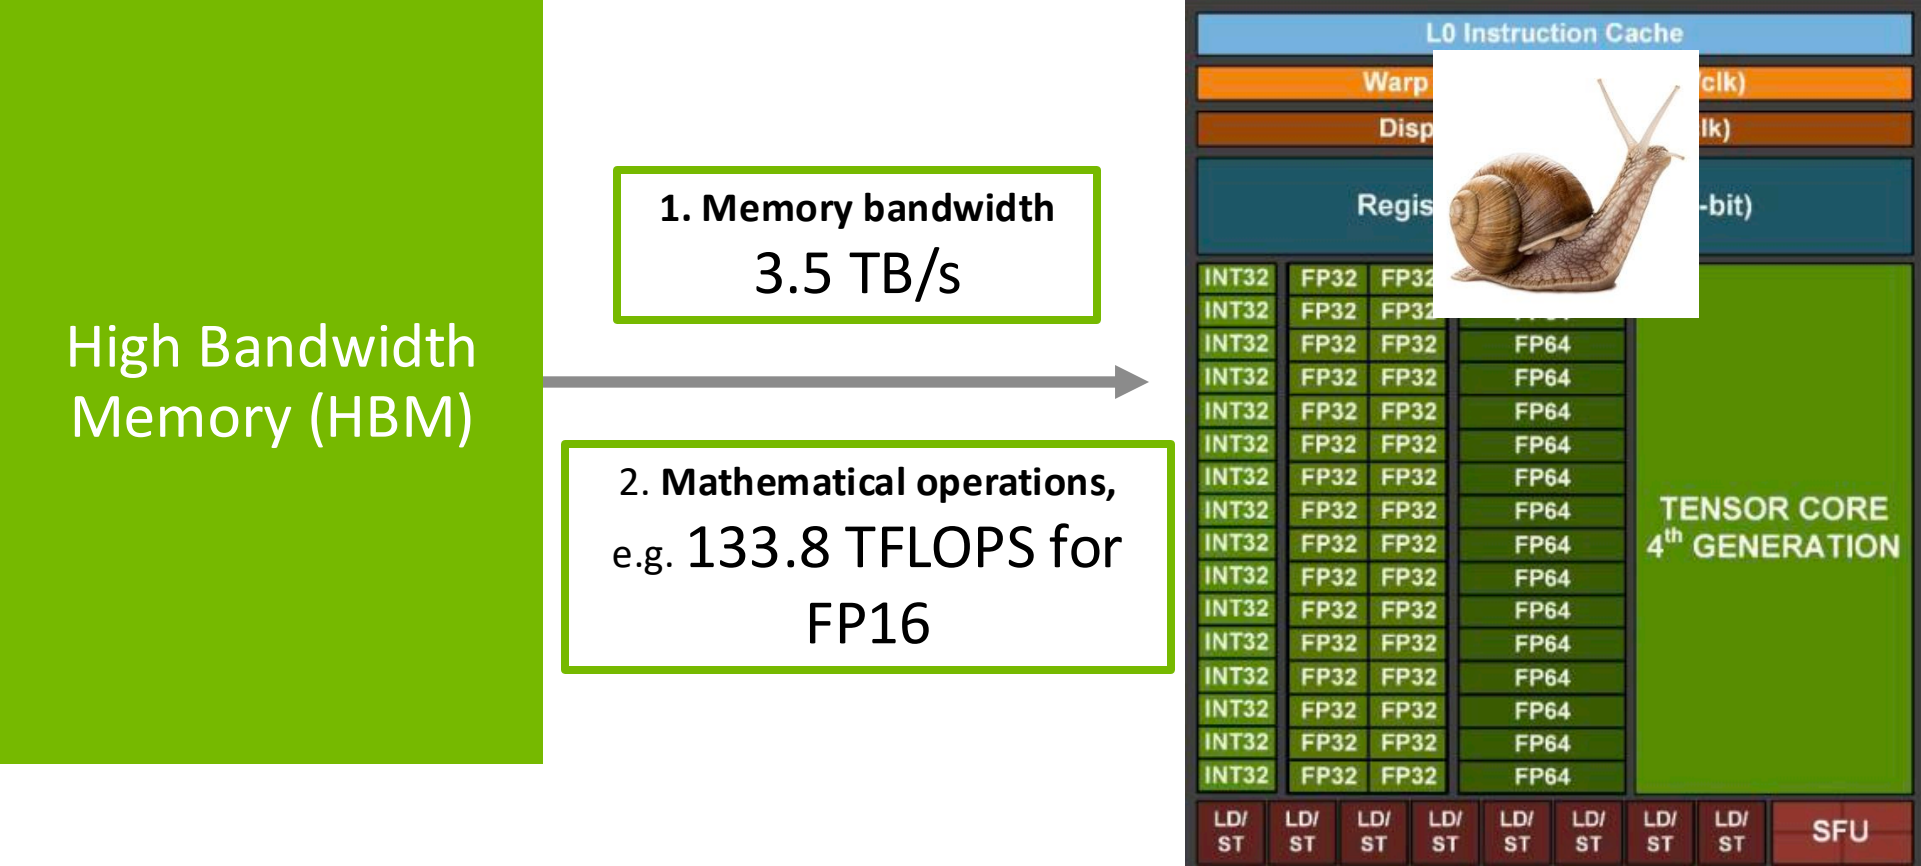 High Bandwidth
Memory (HBM)
1. Memory bandwidth
3.5 TB/s
2. Mathematical operations,
e.g. 133.8 TFLOPS for
FP16
L0 Instruction Cache
Warp /clk)
lk)
-bit)
INT32 FP32 FP32
INT32 FP32 FP32
INT32 FP32 FP32 FP64
INT32 FP32 FP32 FP64
INT32 FP32 FP32 FP64
INT32 FP32 FP32 FP64
INT32 FP32 FP32 FP64
INT32 FP32 FP32 FP64
INT32 FP32 FP32 FP64
INT32 FP32 FP32 FP64
INT32 FP32 FP32 FP64
INT32 FP32 FP32 FP64
INT32 FP32 FP32 FP64
INT32 FP32 FP32 FP64
INT32 FP32 FP32 FP64
INT32 FP32 FP32 FP64
TENSOR CORE
4th GENERATION
LD/ LD/ LD/ LD/ LD/ LD/ LD/ LD/
ST ST ST ST ST ST ST ST
SFU